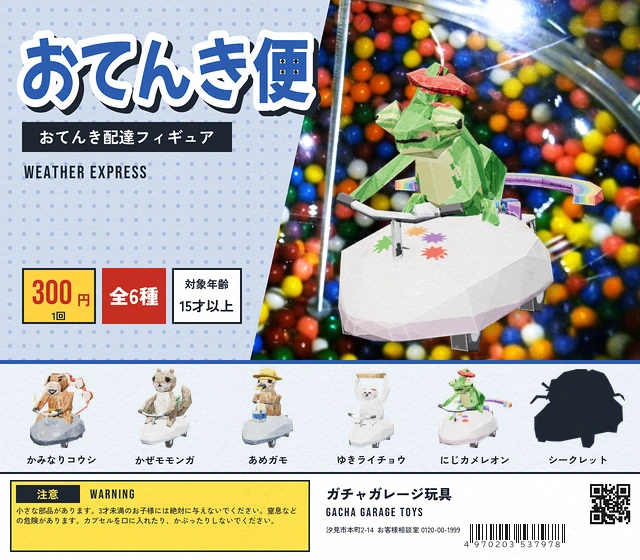 おてんき便
おてんき配達フィギュア
WEATHER EXPRESS
300円
1回
全6種
対象年齢
15才以上
かみなりコウシ
かぜモモンガ
あめガモ
ゆきライチョウ
にじカメレオン
シークレット
注意 WARNING
小さな部品があります。3才未満のお子様には絶対に与えないでください。窒息など
の危険があります。カプセルを口に入れたり、かぶったりしないでください。
ガチャガレージ玩具
GACHA GARAGE TOYS
汐見市本町2-14 お客様相談室 0120-00-1999
4 970203 537978